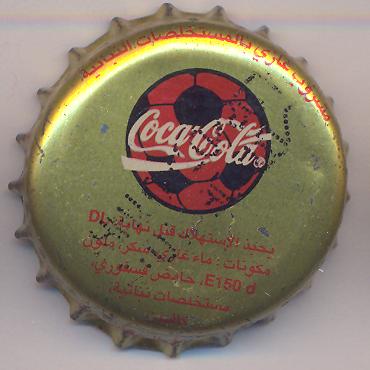 مشروب غازي بالمستخلصات النباتية
Coca-Cola®
يحبذ الاستهلاك قبل نهاية: DL
مكونات: ماء غازي، سكر، ملون
E150 d، حامض فسفوري،
مستخلصات نباتية،